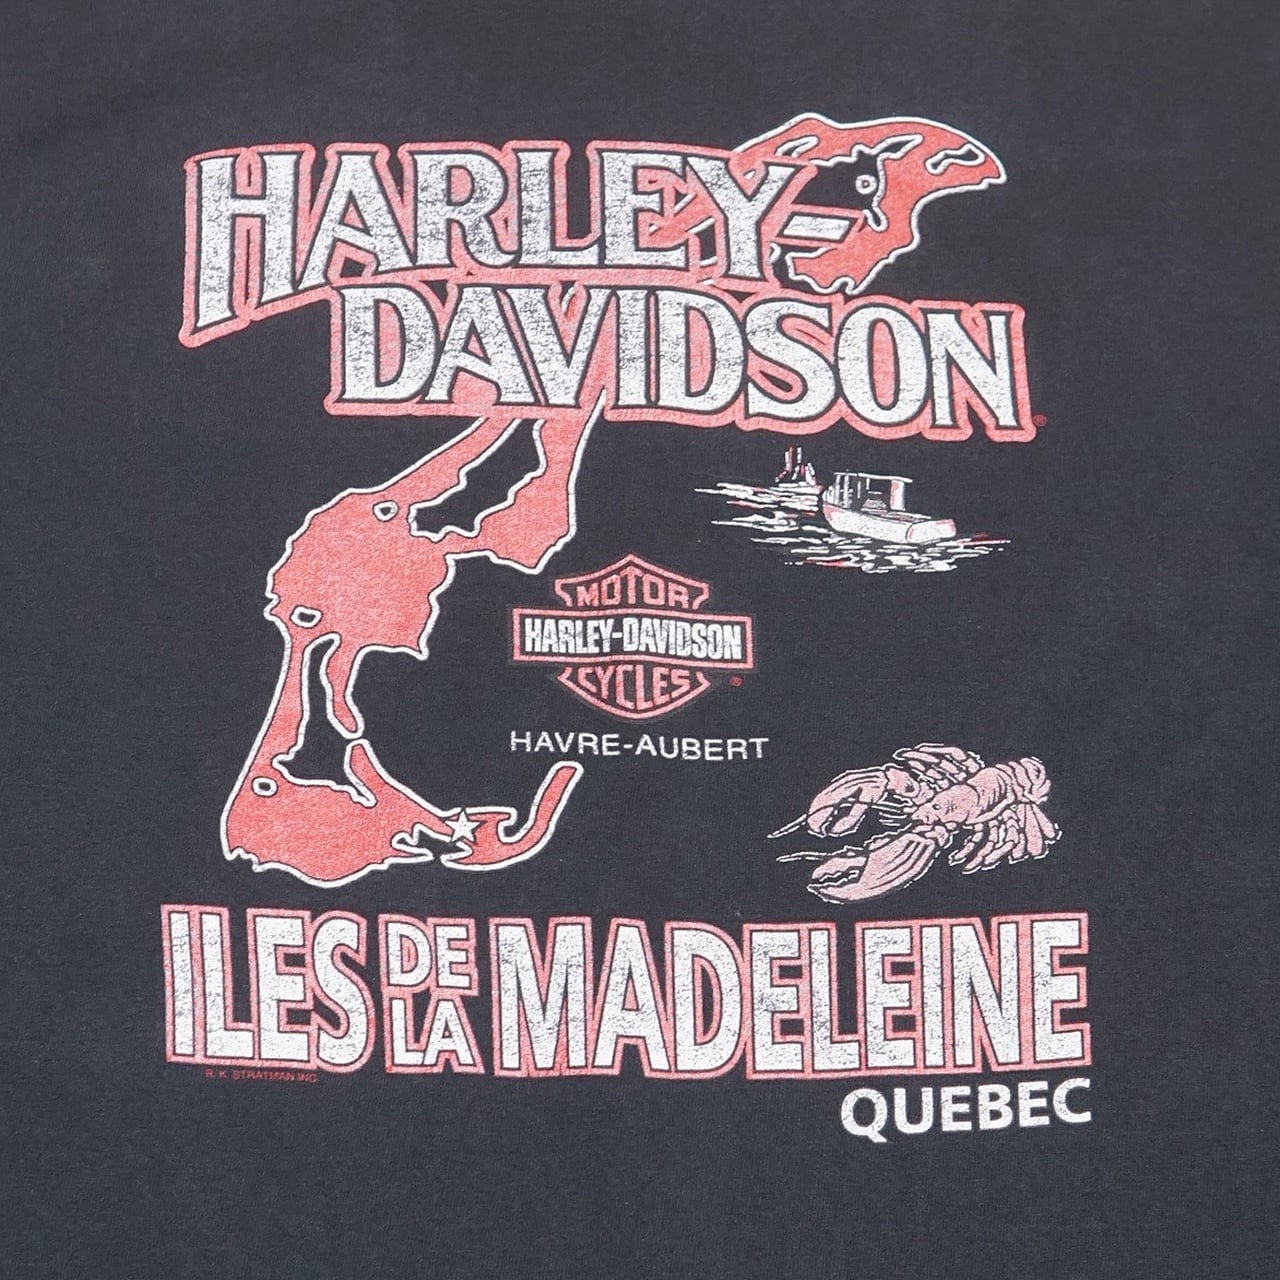 HARLEY-
DAVIDSON®
MOTOR
HARLEY-DAVIDSON
CYCLES®
HAVRE-AUBERT
ILES DE LA MADELEINE
R. K. STRATMAN INC.
QUEBEC